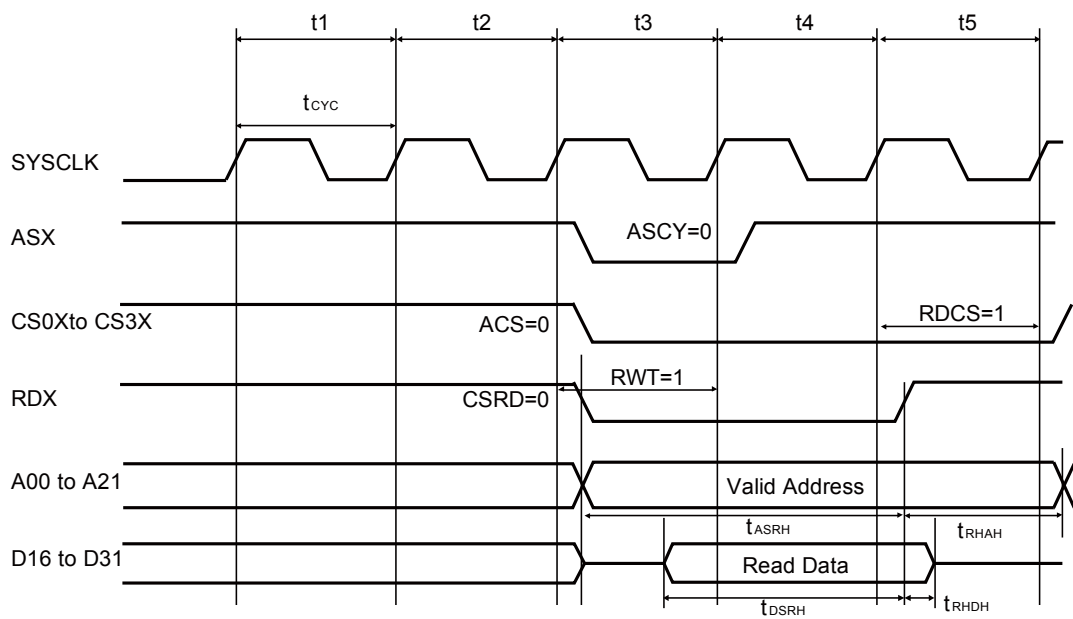 t1 t2 t3 t4 t5
tCYC
SYSCLK
ASX ASCY=0
CS0Xto CS3X ACS=0 RDCS=1
RWT=1
RDX CSRD=0
A00 to A21 Valid Address
tASRH tRHAH
D16 to D31 Read Data
tDSRH tRHDH